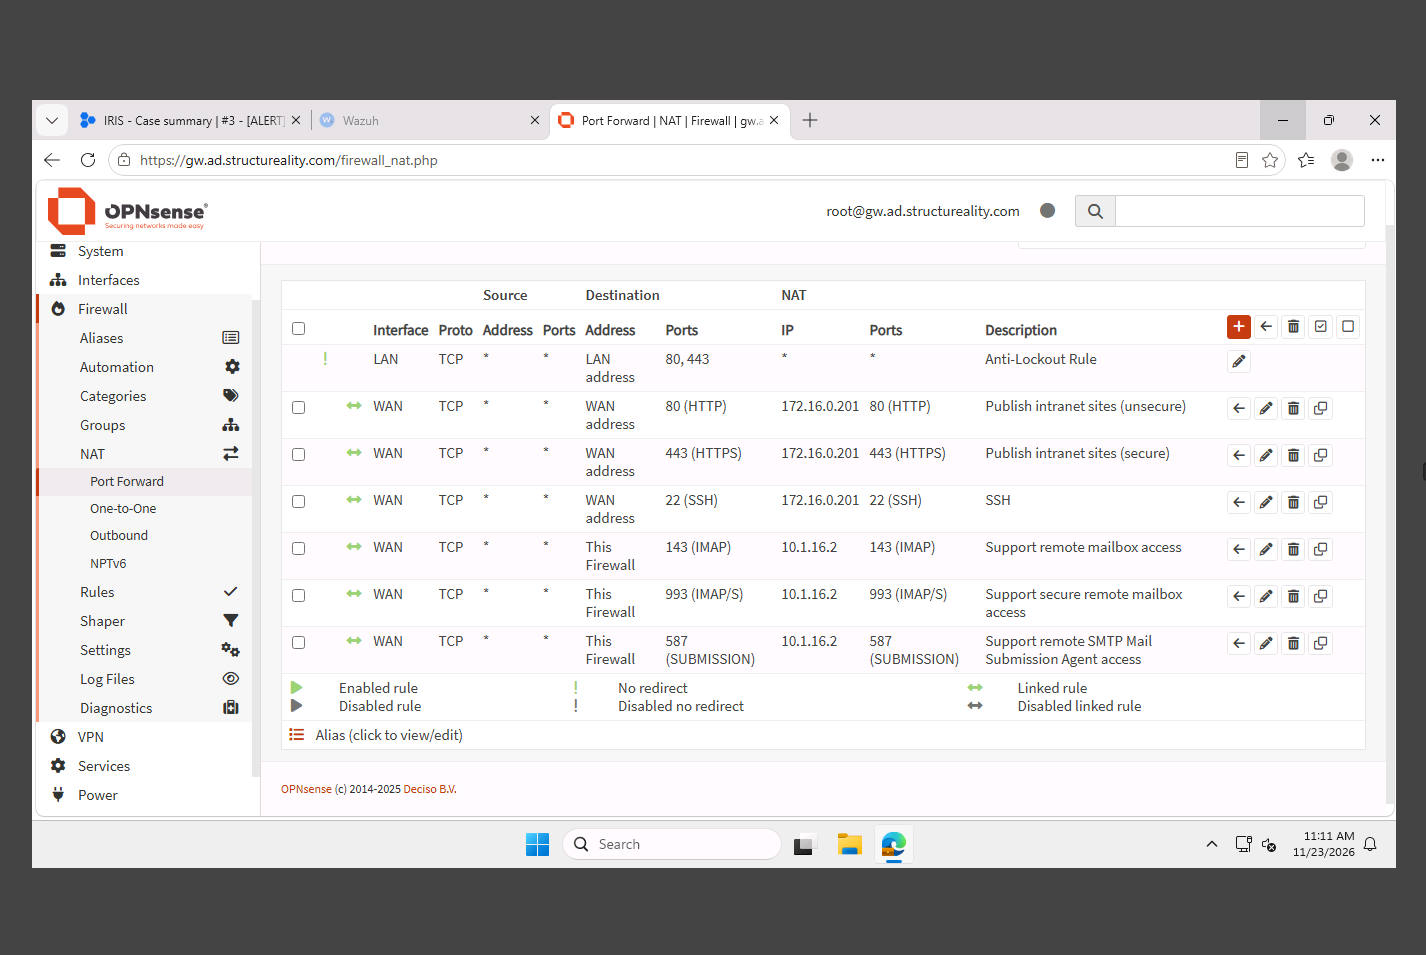 IRIS - Case summary | #3 - [ALERT]
Wazuh
Port Forward | NAT | Firewall | gw.a
https://gw.ad.structureality.com/firewall_nat.php
OPNsense®
Securing networks made easy
root@gw.ad.structureality.com
System
Interfaces
Firewall
Aliases
Automation
Categories
Groups
NAT
Port Forward
One-to-One
Outbound
NPTv6
Rules
Shaper
Settings
Log Files
Diagnostics
VPN
Services
Power
Source Destination NAT
Interface Proto Address Ports Address Ports IP Ports Description
LAN TCP * * LAN address 80, 443 * * Anti-Lockout Rule
WAN TCP * * WAN address 80 (HTTP) 172.16.0.201 80 (HTTP) Publish intranet sites (unsecure)
WAN TCP * * WAN address 443 (HTTPS) 172.16.0.201 443 (HTTPS) Publish intranet sites (secure)
WAN TCP * * WAN address 22 (SSH) 172.16.0.201 22 (SSH) SSH
WAN TCP * * This Firewall 143 (IMAP) 10.1.16.2 143 (IMAP) Support remote mailbox access
WAN TCP * * This Firewall 993 (IMAP/S) 10.1.16.2 993 (IMAP/S) Support secure remote mailbox access
WAN TCP * * This Firewall 587 (SUBMISSION) 10.1.16.2 587 (SUBMISSION) Support remote SMTP Mail Submission Agent access
Enabled rule No redirect Linked rule
Disabled rule Disabled no redirect Disabled linked rule
Alias (click to view/edit)
OPNsense (c) 2014-2025 Deciso B.V.
Search
11:11 AM
11/23/2026